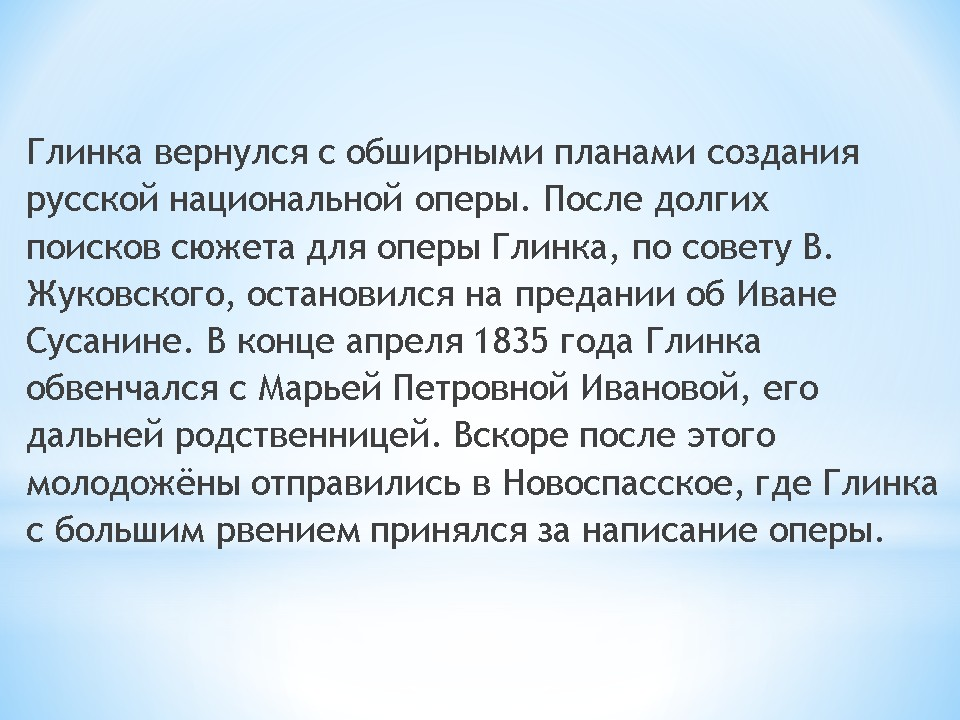 Глинка вернулся с обширными планами создания
русской национальной оперы. После долгих
поисков сюжета для оперы Глинка, по совету В.
Жуковского, остановился на предании об Иване
Сусанине. В конце апреля 1835 года Глинка
обвенчался с Марьей Петровной Ивановой, его
дальней родственницей. Вскоре после этого
молодожёны отправились в Новоспасское, где Глинка
с большим рвением принялся за написание оперы.